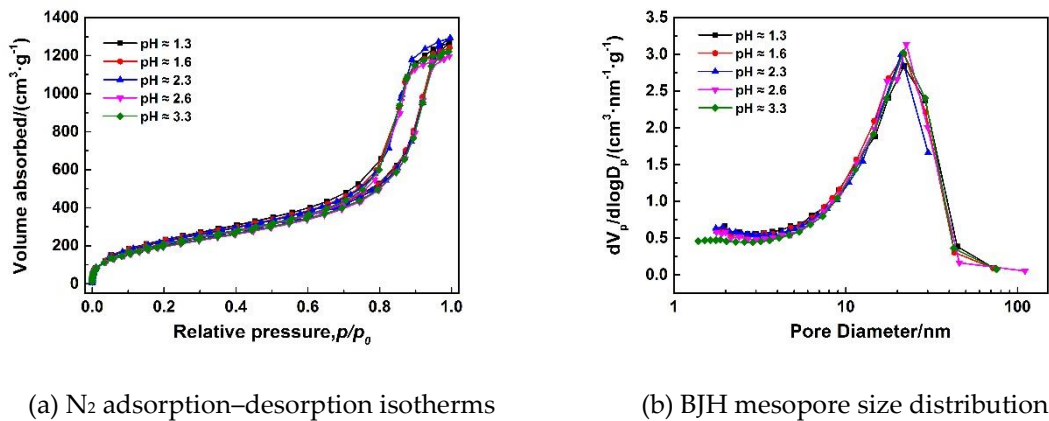 1400
1200
1000
800
600
400
200
0
Volume absorbed/(cm³·g⁻¹)
pH ≈ 1.3
pH ≈ 1.6
pH ≈ 2.3
pH ≈ 2.6
pH ≈ 3.3
0.0 0.2 0.4 0.6 0.8 1.0
Relative pressure,p/p₀
(a) N₂ adsorption–desorption isotherms
3.5
3.0
2.5
2.0
1.5
1.0
0.5
0.0
dVₚ/dlogDₚ/(cm³·nm⁻¹·g⁻¹)
pH ≈ 1.3
pH ≈ 1.6
pH ≈ 2.3
pH ≈ 2.6
pH ≈ 3.3
1 10 100
Pore Diameter/nm
(b) BJH mesopore size distribution